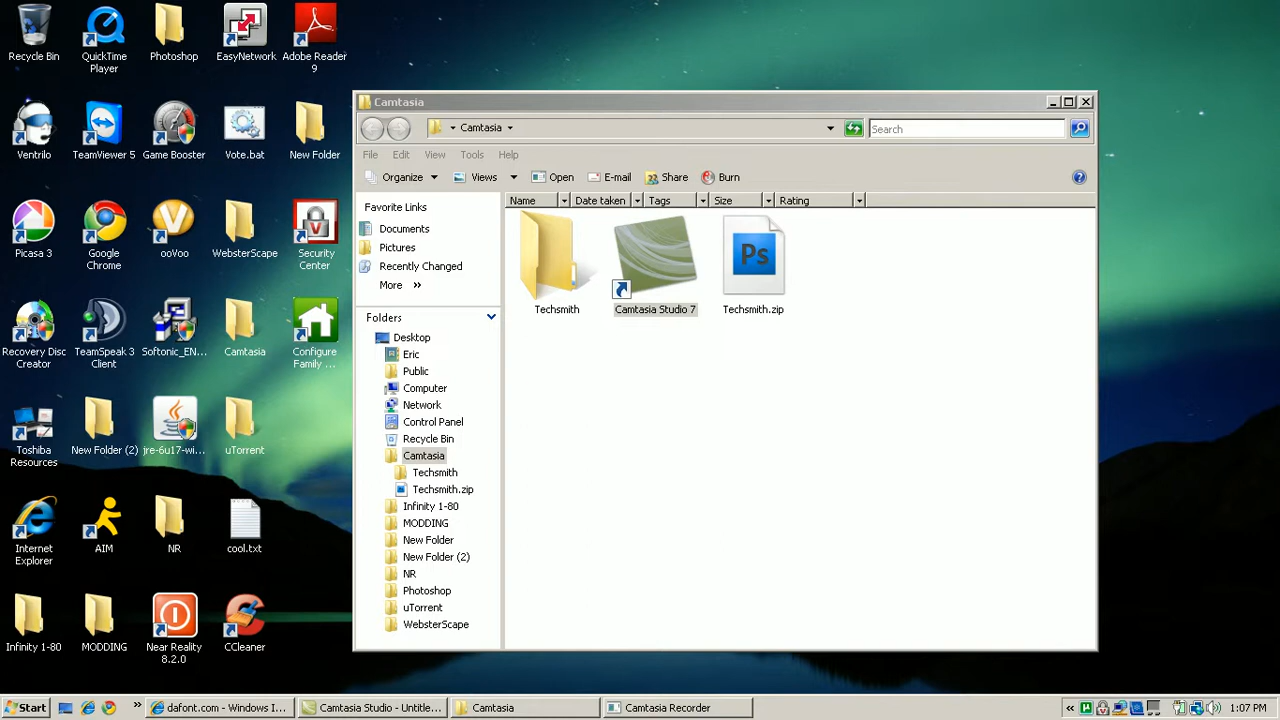 Recycle Bin
QuickTime Player
Photoshop
EasyNetwork
Adobe Reader 9
Ventrilo
TeamViewer 5
Game Booster
Vote.bat
New Folder
Picasa 3
Google Chrome
ooVoo
WebsterScape
Security Center
Recovery Disc Creator
TeamSpeak 3 Client
Softonic_EN...
Camtasia
Configure Family ...
Toshiba Resources
New Folder (2)
jre-6u17-wi...
uTorrent
Internet Explorer
AIM
NR
cool.txt
Infinity 1-80
MODDING
Near Reality 8.2.0
CCleaner
Camtasia
Camtasia
Search
File Edit View Tools Help
Organize Views Open E-mail Share Burn
Name Date taken Tags Size Rating
Favorite Links
Documents
Pictures
Recently Changed
More »
Folders
Desktop
Eric
Public
Computer
Network
Control Panel
Recycle Bin
Camtasia
Techsmith
Techsmith.zip
Infinity 1-80
MODDING
New Folder
New Folder (2)
NR
Photoshop
uTorrent
WebsterScape
Ps
Techsmith
Camtasia Studio 7
Techsmith.zip
Start » dafont.com - Windows I... Camtasia Studio - Untitle... Camtasia Camtasia Recorder « 1:07 PM